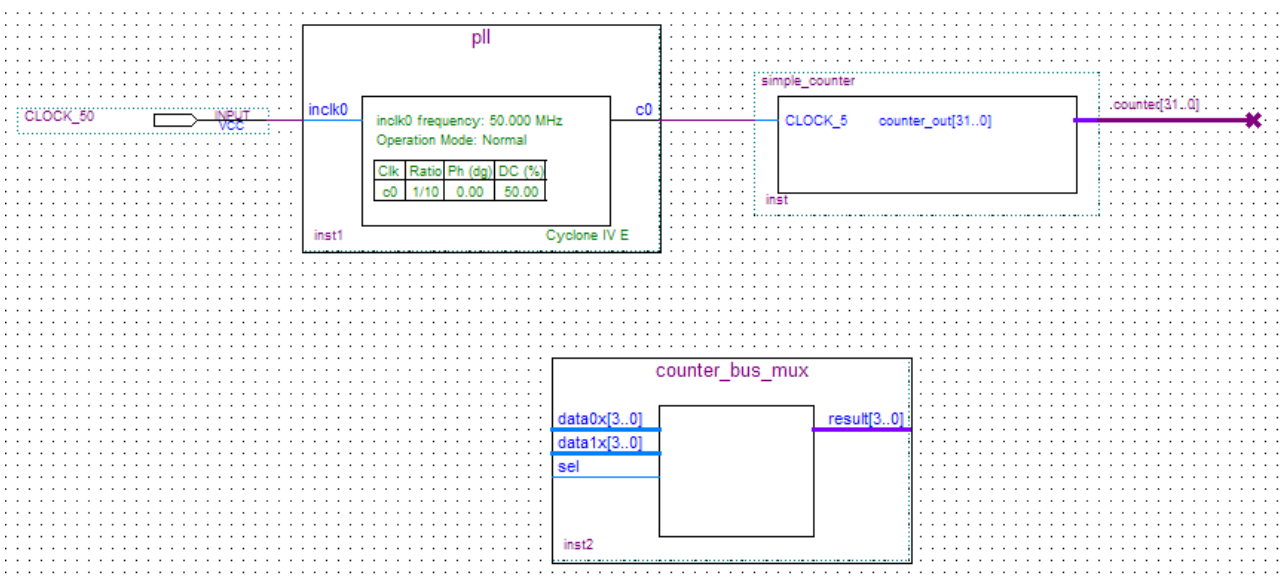 pll
simple_counter
CLOCK_50
INPUT
VCC
inclk0
c0
inclk0 frequency: 50.000 MHz
Operation Mode: Normal
Clk Ratio Ph (dg) DC (%)
c0 1/10 0.00 50.00
inst1
Cyclone IV E
CLOCK_5
counter_out[31..0]
inst
counter[31..0]
counter_bus_mux
data0x[3..0]
data1x[3..0]
sel
result[3..0]
inst2